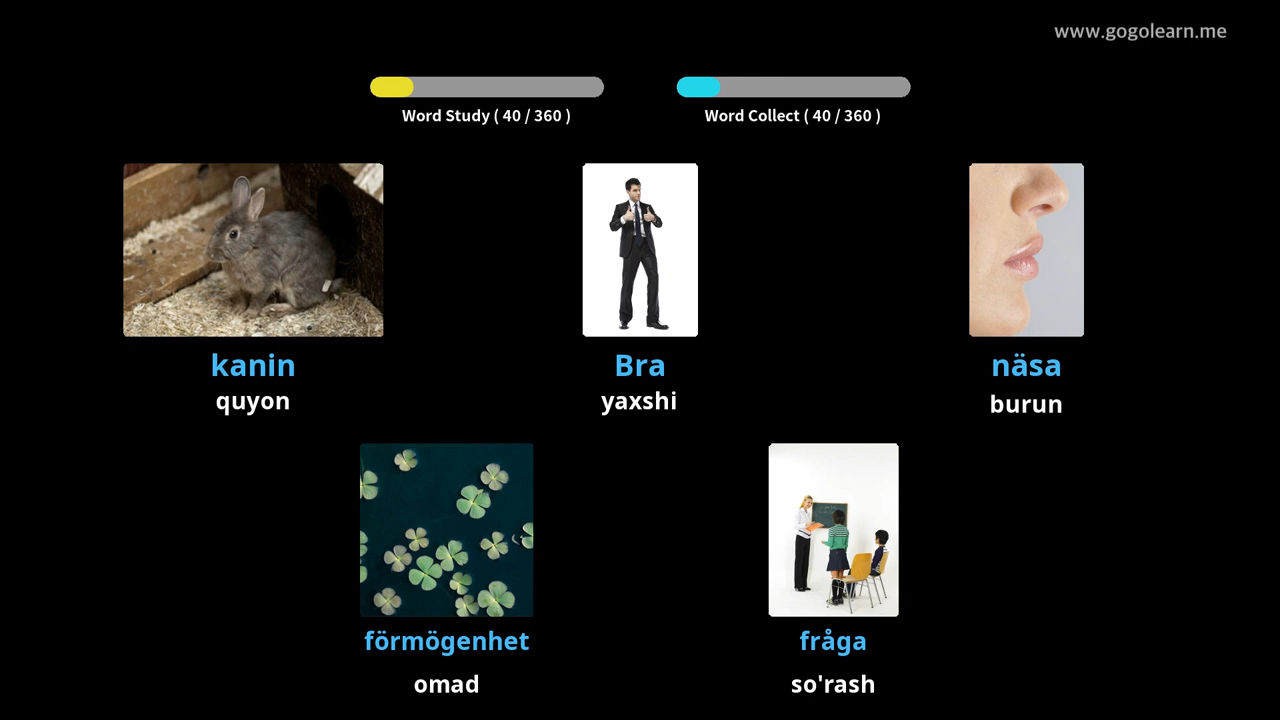 www.gogolearn.me
Word Study ( 40 / 360 )
Word Collect ( 40 / 360 )
kanin
quyon
Bra
yaxshi
näsa
burun
förmögenhet
omad
fråga
so'rash